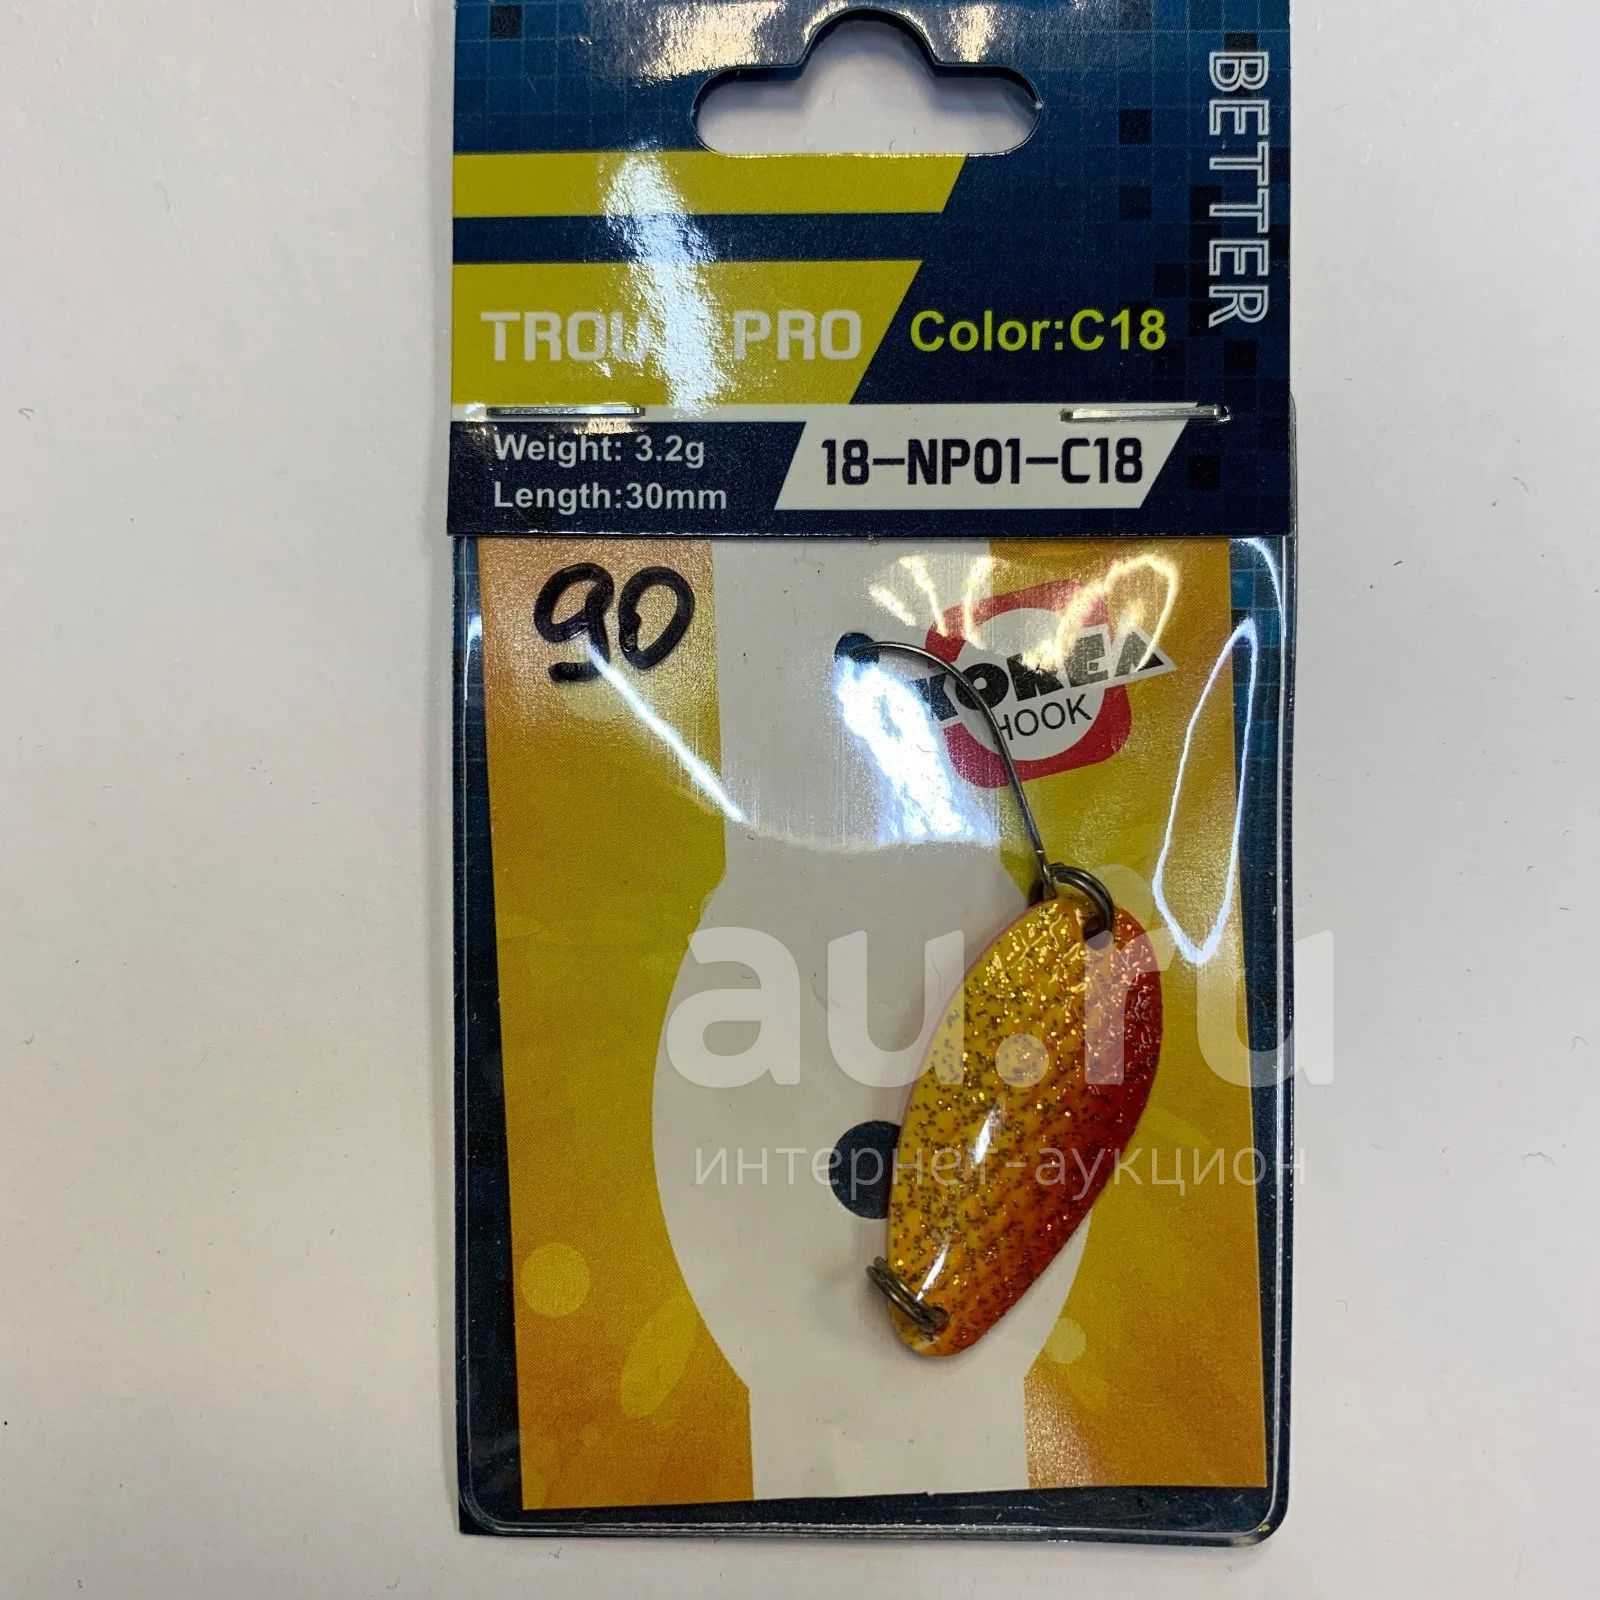 BETTER
TROUT PRO
Color:C18
Weight: 3.2g
Length:30mm
18-NP01-C18
90
KOREA
HOOK
au.ru
интернет-аукцион